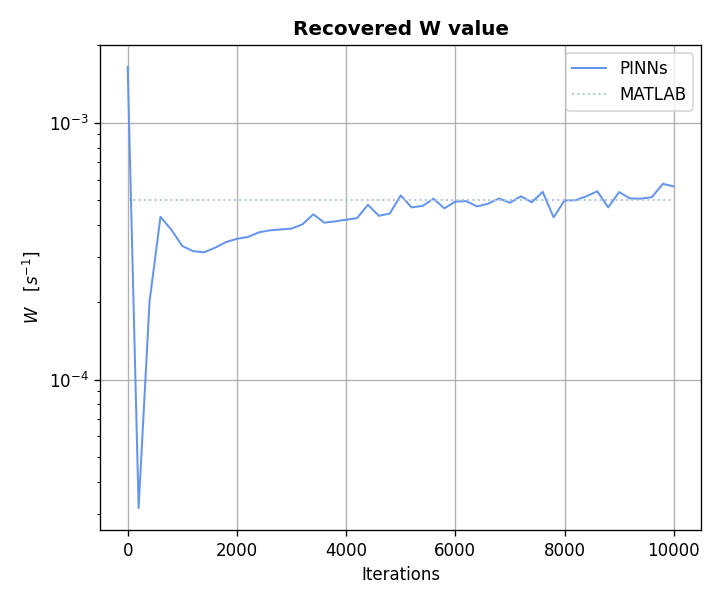 Recovered W value
PINNs
MATLAB
10⁻³
10⁻⁴
W [s⁻¹]
0 2000 4000 6000 8000 10000
Iterations